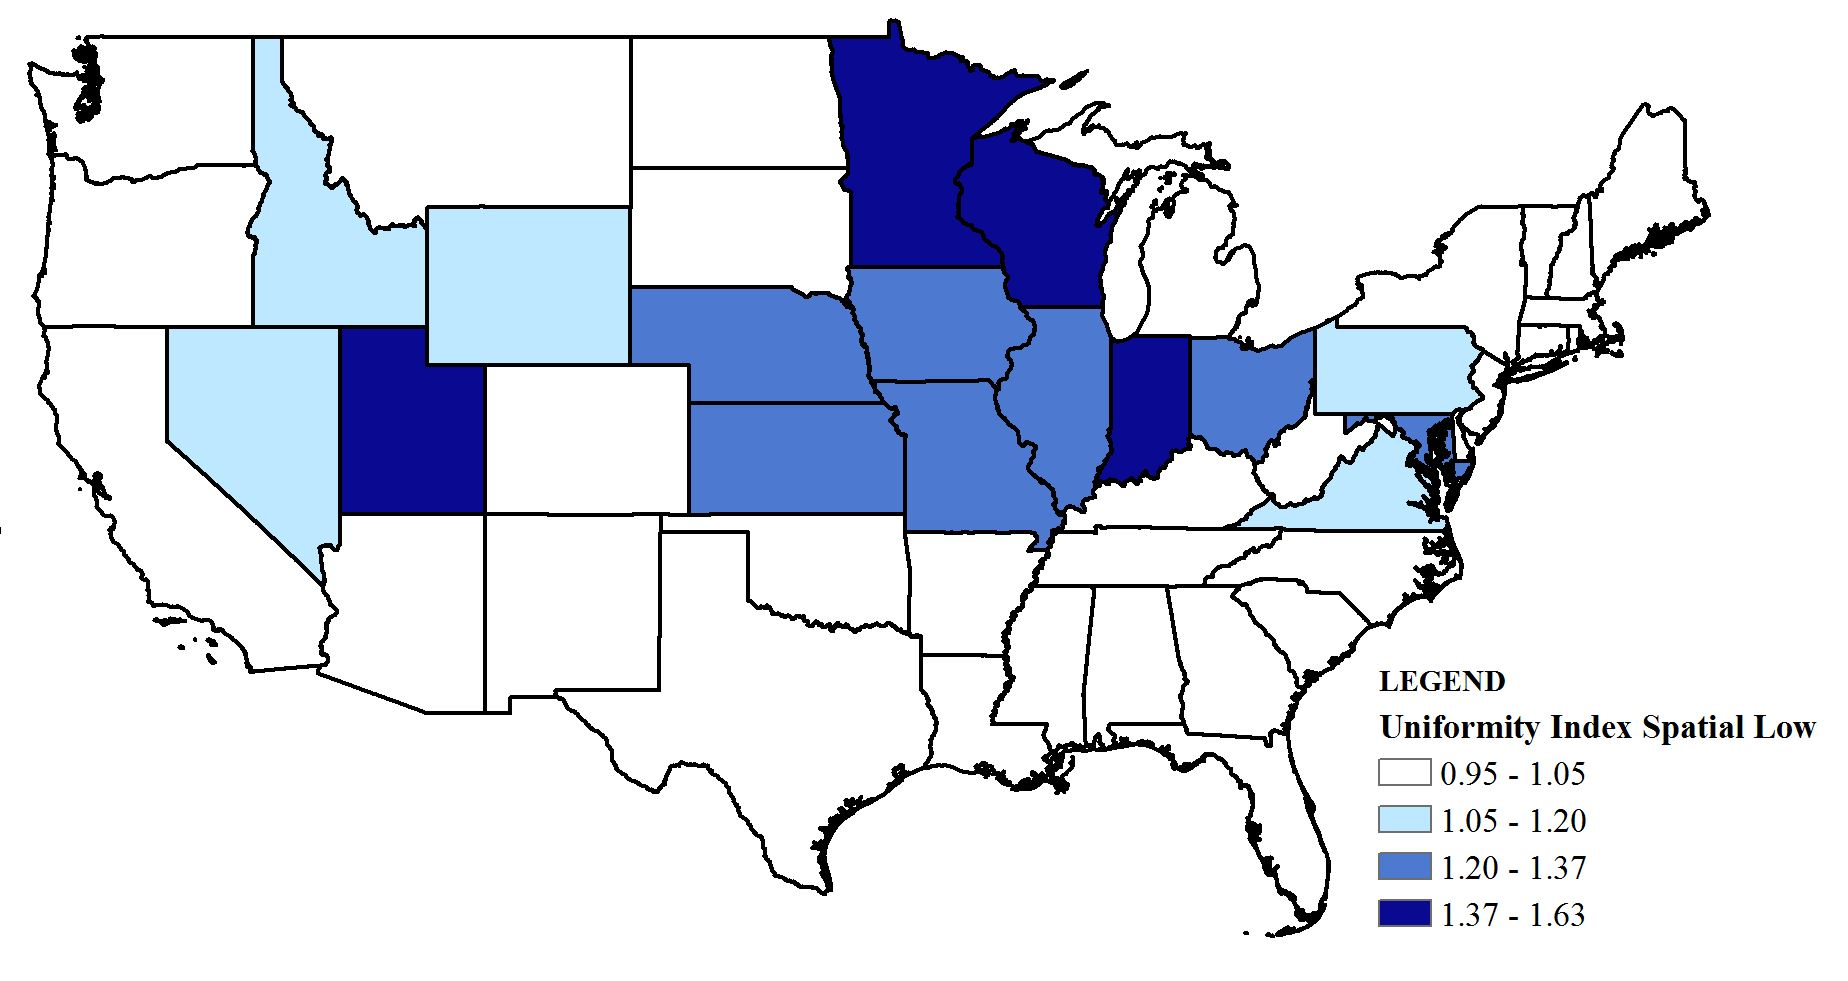 LEGEND
Uniformity Index Spatial Low
0.95 - 1.05
1.05 - 1.20
1.20 - 1.37
1.37 - 1.63